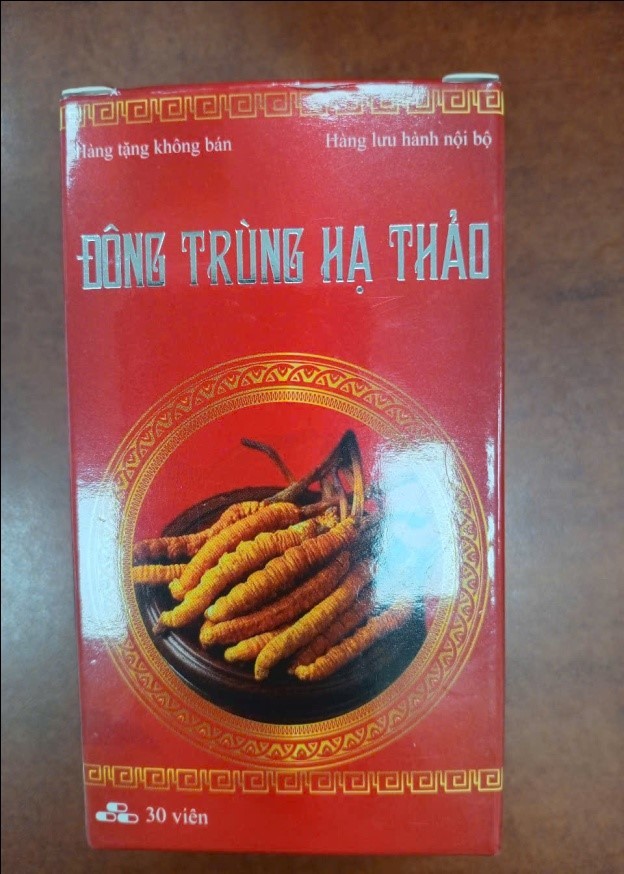 Hàng tặng không bán
Hàng lưu hành nội bộ
ĐÔNG TRÙNG HẠ THẢO
30 viên